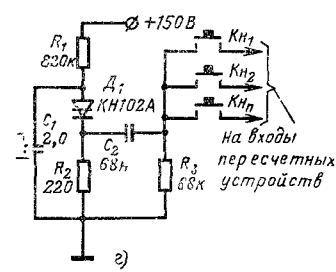 +150В
R1
820к
Д1
КН102А
C1
2,0
C2
68н
R2
220
R3
68к
Кн1
Кн2
Кнп
На входы
пересчетных
устройств
г)